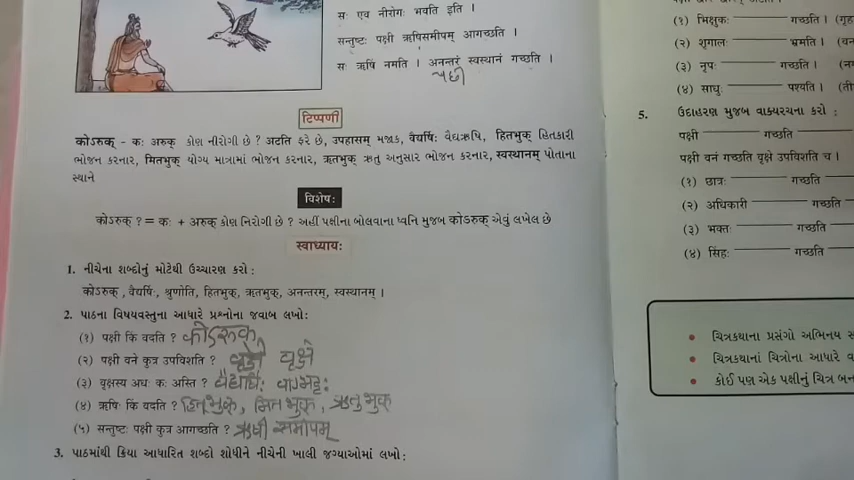 सः एव नीरोगः भवति इति ।
सन्तुष्टः पक्षी ऋषिसमीपम् आगच्छति ।
सः ऋषिं नमति । अनन्तरं स्वस्थानं गच्छति ।
પછી
टिप्पणी
कोऽरुक् - कः अरुक् કોણ નીરોગી છે ? अटति ફરે છે, उपहासम् મજાક, वैद्यर्षिः વૈદ્યઋષિ, हितभुक् હિતકારી
ભોજન કરનાર, मितभुक् યોગ્ય માત્રામાં ભોજન કરનાર, ऋतभुक् ઋતુ અનુસાર ભોજન કરનાર, स्वस्थानम् પોતાના
સ્થાને
विशेषः
कोऽरुक् ? = कः + अरुक् કોણ નિરોગી છે ? અહીં પક્ષીના બોલવાના ધ્વનિ મુજબ कोऽरुक् એવું લખેલ છે
स्वाध्यायः
1. નીચેના શબ્દોનું મોટેથી ઉચ્ચારણ કરો :
कोऽरुक् , वैद्यर्षिः, श्रुणोति, हितभुक्, ऋतभुक्, अनन्तरम्, स्वस्थानम् ।
2. પાઠના વિષયવસ્તુના આધારે પ્રશ્નોના જવાબ લખો :
(१) पक्षी किं वदति ? कोऽरुक्
(२) पक्षी वने कुत्र उपविशति ? वृक्षे
(३) वृक्षस्य अधः कः अस्ति ? वैद्यर्षिः वाग्भट्टः
(४) ऋषिः किं वदति ? हितभुक्, मितभुक्, ऋतुभुक्
(५) सन्तुष्टः पक्षी कुत्र आगच्छति ? ऋषी समीपम्
3. પાઠમાંથી ક્રિયા આધારિત શબ્દો શોધીને નીચેની ખાલી જગ્યાઓમાં લખો :
(१) भिक्षुकः ———— गच्छति । (गृह
(२) शृगालः ———— भ्रमति । (वन
(३) नृपः ———— गच्छति ।
(४) साधुः ———— पश्यति ।
5. ઉદાહરણ મુજબ વાક્યરચના કરો :
पक्षी ———— गच्छति ————
पक्षी वनं गच्छति वृक्षे उपविशति च ।
(१) छात्रः ———— गच्छति ————
(२) अधिकारी ———— गच्छति ————
(३) भक्तः ———— गच्छति ————
(४) सिंहः ———— गच्छति ————
• ચિત્રકથાના પ્રસંગો અભિનય
• ચિત્રકથાનાં ચિત્રોના આધારે
• કોઈ પણ એક પક્ષીનું ચિત્ર